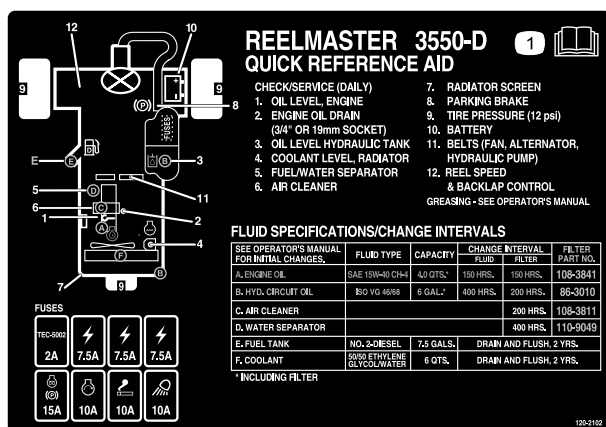 REELMASTER 3550-D 1
QUICK REFERENCE AID
CHECK/SERVICE (DAILY)
1. OIL LEVEL, ENGINE
2. ENGINE OIL DRAIN
(3/4" OR 19mm SOCKET)
3. OIL LEVEL HYDRAULIC TANK
4. COOLANT LEVEL, RADIATOR
5. FUEL/WATER SEPARATOR
6. AIR CLEANER
7. RADIATOR SCREEN
8. PARKING BRAKE
9. TIRE PRESSURE (12 psi)
10. BATTERY
11. BELTS (FAN, ALTERNATOR,
HYDRAULIC PUMP)
12. REEL SPEED
& BACKLAP CONTROL
GREASING - SEE OPERATOR'S MANUAL
12
10
9
9
(P)
8
FUSES
D
E
E
B
3
5
D
11
6
C
1
A
2
4
F
B
7
9
FLUID SPECIFICATIONS/CHANGE INTERVALS
SEE OPERATOR'S MANUAL FOR INITIAL CHANGES. FLUID TYPE CAPACITY CHANGE INTERVAL FLUID FILTER FILTER PART NO.
A. ENGINE OIL SAE 15W-40 CH-4 4.0 QTS.* 150 HRS. 150 HRS. 108-3841
B. HYD. CIRCUIT OIL ISO VG 46/68 6 GAL.* 400 HRS. 200 HRS. 86-3010
C. AIR CLEANER 200 HRS. 108-3811
D. WATER SEPARATOR 400 HRS. 110-9049
E. FUEL TANK NO. 2-DIESEL 7.5 GALS. DRAIN AND FLUSH, 2 YRS.
F. COOLANT 50/50 ETHYLENE GLYCOL/WATER 6 QTS. DRAIN AND FLUSH, 2 YRS.
* INCLUDING FILTER
FUSES
TEC-5002
2A 7.5A 7.5A 7.5A
(P)
15A 10A 10A 10A
120-2102